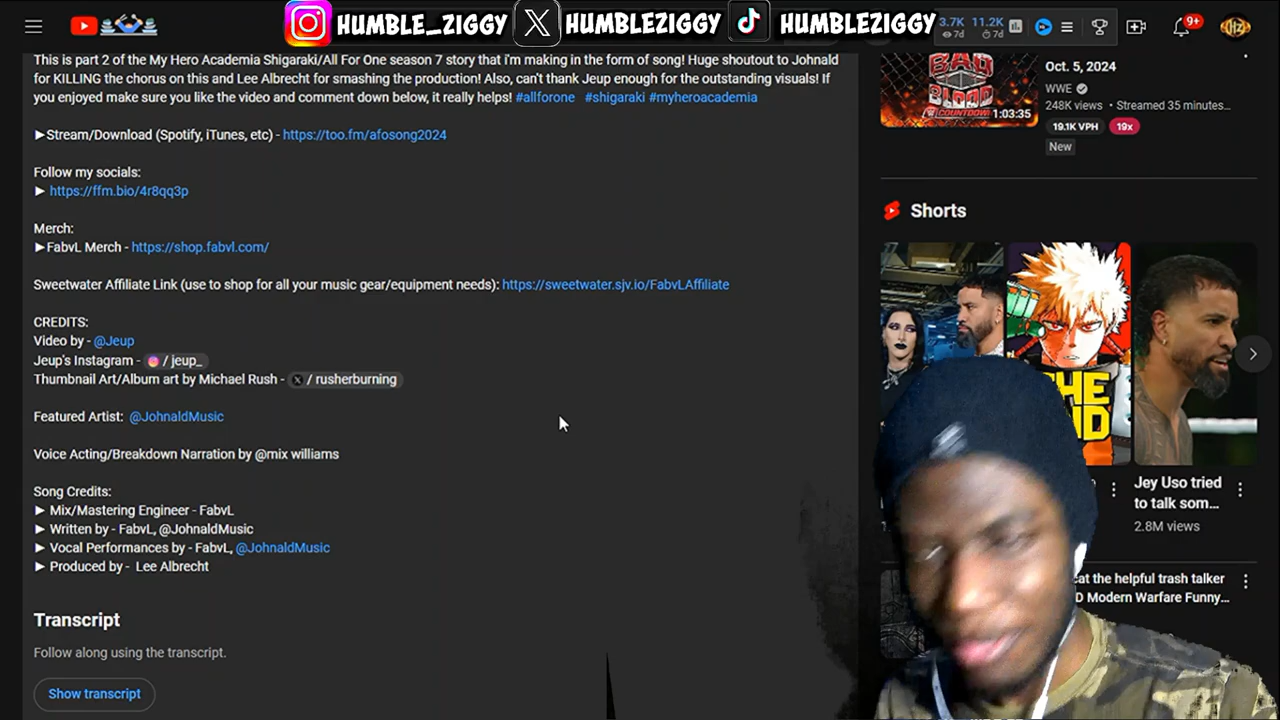 HUMBLE_ZIGGY HUMBLEZIGGY HUMBLEZIGGY
3.7K 11.2K
7d 7d
9+
This is part 2 of the My Hero Academia Shigaraki/All For One season 7 story that i'm making in the form of song! Huge shoutout to Johnald
for KILLING the chorus on this and Lee Albrecht for smashing the production! Also, can't thank Jeup enough for the outstanding visuals! If
you enjoyed make sure you like the video and comment down below, it really helps! #allforone #shigaraki #myheroacademia
►Stream/Download (Spotify, iTunes, etc) - https://too.fm/afosong2024
Follow my socials:
► https://ffm.bio/4r8qq3p
Merch:
►FabvL Merch - https://shop.fabvl.com/
Sweetwater Affiliate Link (use to shop for all your music gear/equipment needs): https://sweetwater.sjv.io/FabvLAffiliate
CREDITS:
Video by - @Jeup
Jeup's Instagram - / jeup_
Thumbnail Art/Album art by Michael Rush - / rusherburning
Featured Artist: @JohnaldMusic
Voice Acting/Breakdown Narration by @mix williams
Song Credits:
► Mix/Mastering Engineer - FabvL
► Written by - FabvL, @JohnaldMusic
► Vocal Performances by - FabvL, @JohnaldMusic
► Produced by - Lee Albrecht
Transcript
Follow along using the transcript.
Show transcript
BAD
BLOOD
COUNTDOWN
1:03:35
Oct. 5, 2024
WWE
248K views • Streamed 35 minutes...
19.1K VPH 19x
New
Shorts
THE
END
Jey Uso tried
to talk som...
2.8M views
cat the helpful trash talker
D Modern Warfare Funny...